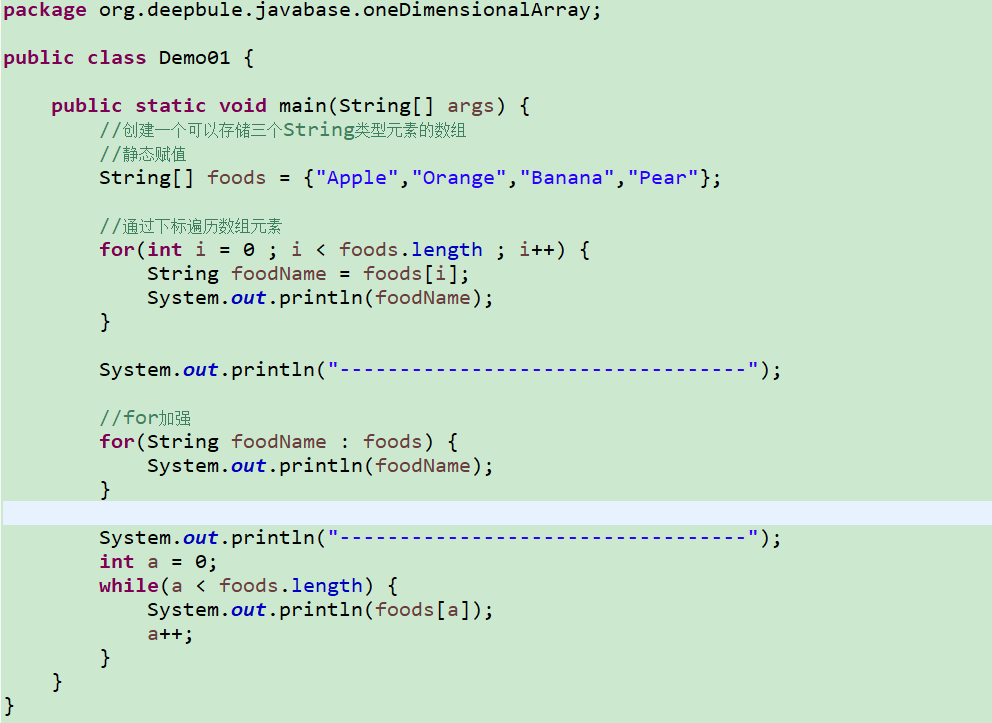 package org.deepbule.javabase.oneDimensionalArray;
public class Demo01 {
public static void main(String[] args) {
//创建一个可以存储三个String类型元素的数组
//静态赋值
String[] foods = {"Apple","Orange","Banana","Pear"};
//通过下标遍历数组元素
for(int i = 0 ; i < foods.length ; i++) {
String foodName = foods[i];
System.out.println(foodName);
}
System.out.println("----------------------------------");
//for加强
for(String foodName : foods) {
System.out.println(foodName);
}
System.out.println("----------------------------------");
int a = 0;
while(a < foods.length) {
System.out.println(foods[a]);
a++;
}
}
}